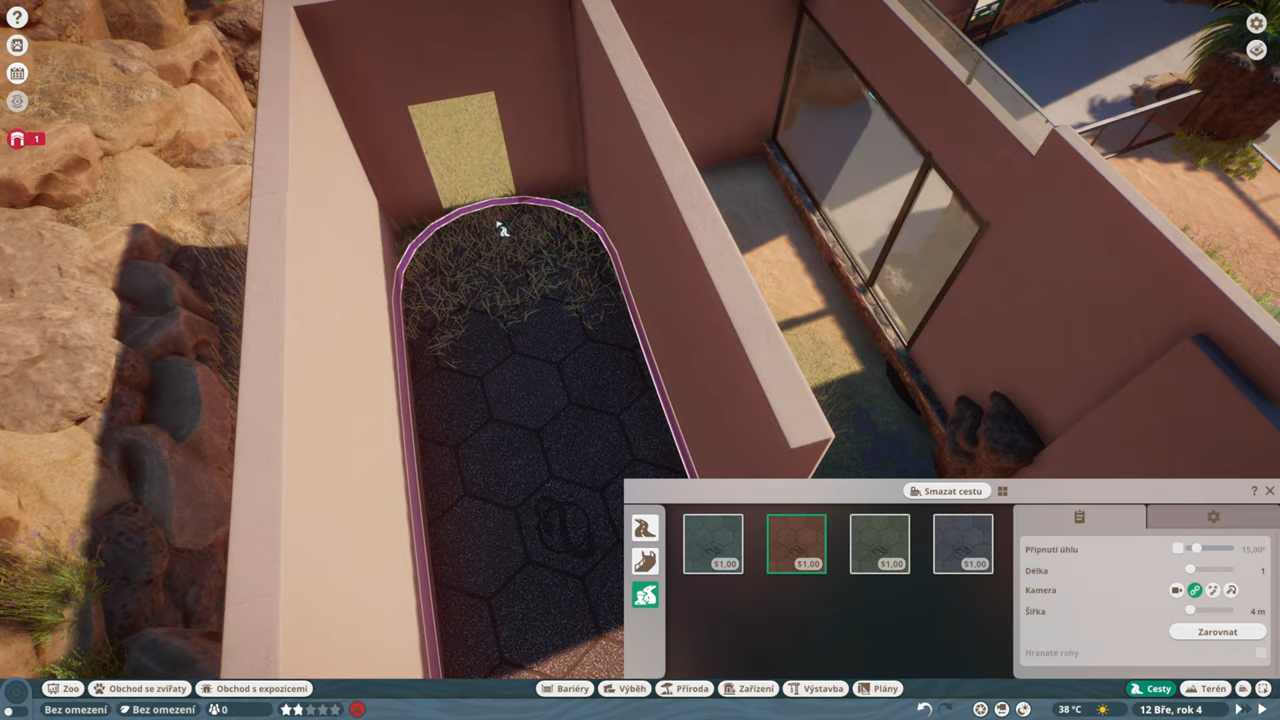 ?
1
Smazat cestu
?
$1,00
$1,00
$1,00
$1,00
Připnutí úhlu
15,00°
Délka
1
Kamera
Šířka
4 m
Zarovnat
Hranaté rohy
Zoo
Obchod se zvířaty
Obchod s expozicemi
Bariéry
Výběh
Příroda
Zařízení
Výstavba
Plány
Cesty
Terén
Bez omezení
Bez omezení
0
38 °C
12 Bře, rok 4